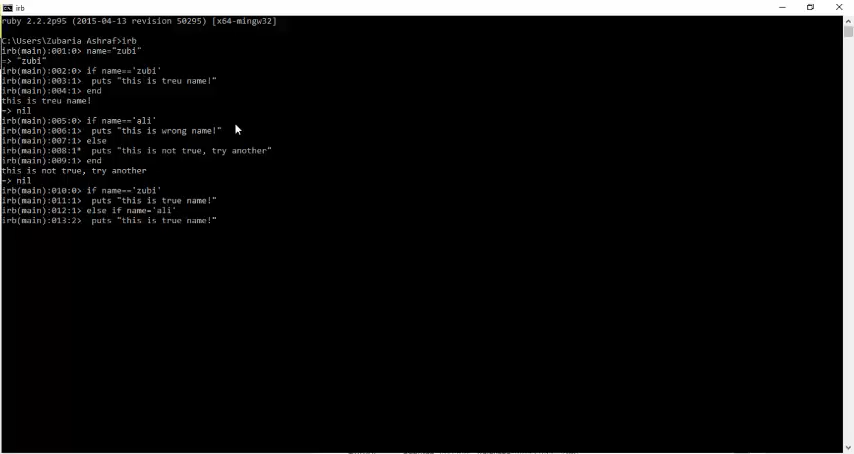 irb
ruby 2.2.2p95 (2015-04-13 revision 50295) [x64-mingw32]
C:\Users\Zubaria Ashraf>irb
irb(main):001:0> name="zubi"
=> "zubi"
irb(main):002:0> if name=='zubi'
irb(main):003:1>  puts "this is treu name!"
irb(main):004:1> end
this is treu name!
=> nil
irb(main):005:0> if name=='ali'
irb(main):006:1>  puts "this is wrong name!"
irb(main):007:1> else
irb(main):008:1*  puts "this is not true, try another"
irb(main):009:1> end
this is not true, try another
=> nil
irb(main):010:0> if name=='zubi'
irb(main):011:1>  puts "this is true name!"
irb(main):012:1> else if name='ali'
irb(main):013:2>  puts "this is true name!"